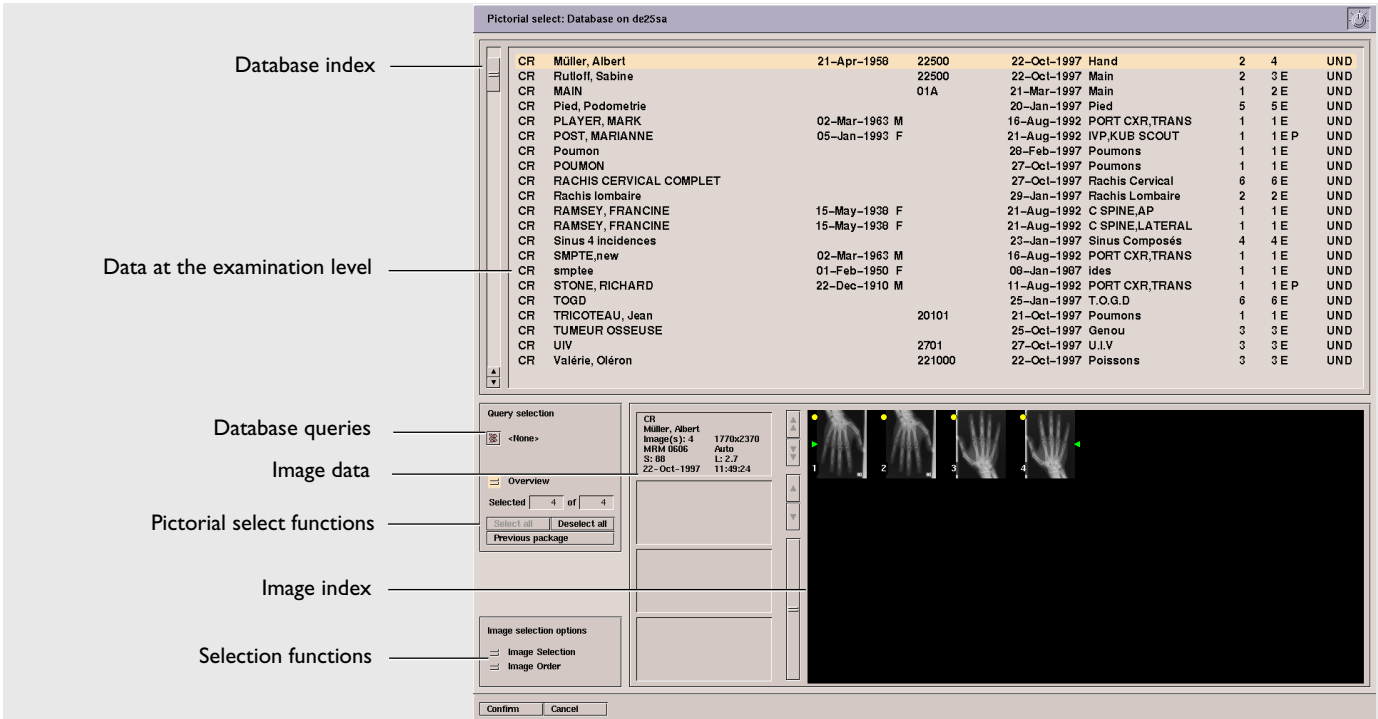 Pictorial select: Database on de25sa
Database index
Data at the examination level
Database queries
Image data
Pictorial select functions
Image index
Selection functions
CR Müller, Albert 21-Apr-1958 22500 22-Oct-1997 Hand 2 4 UND
CR Rutloff, Sabine 22500 22-Oct-1997 Main 2 3 E UND
CR MAIN 01A 21-Mar-1997 Main 1 2 E UND
CR Pied, Podometrie 20-Jan-1997 Pied 5 5 E UND
CR PLAYER, MARK 02-Mar-1963 M 16-Aug-1992 PORT CXR,TRANS 1 1 E UND
CR POST, MARIANNE 05-Jan-1993 F 21-Aug-1992 IVP,KUB SCOUT 1 1 E P UND
CR Poumon 28-Feb-1997 Poumons 1 1 E UND
CR POUMON 27-Oct-1997 Poumons 1 1 E UND
CR RACHIS CERVICAL COMPLET 27-Oct-1997 Rachis Cervical 6 6 E UND
CR Rachis lombaire 29-Jan-1997 Rachis Lombaire 2 2 E UND
CR RAMSEY, FRANCINE 15-May-1938 F 21-Aug-1992 C SPINE,AP 1 1 E UND
CR RAMSEY, FRANCINE 15-May-1938 F 21-Aug-1992 C SPINE,LATERAL 1 1 E UND
CR Sinus 4 incidences 23-Jan-1997 Sinus Composés 4 4 E UND
CR SMPTE,new 02-Mar-1963 M 16-Aug-1992 PORT CXR,TRANS 1 1 E UND
CR smptee 01-Feb-1950 F 08-Jan-1987 ides 1 1 E UND
CR STONE, RICHARD 22-Dec-1910 M 11-Aug-1992 PORT CXR,TRANS 1 1 E P UND
CR TOGD 25-Jan-1997 T.O.G.D 6 6 E UND
CR TRICOTEAU, Jean 20101 21-Oct-1997 Poumons 1 1 E UND
CR TUMEUR OSSEUSE 25-Oct-1997 Genou 3 3 E UND
CR UIV 2701 27-Oct-1997 U.I.V 3 3 E UND
CR Valérie, Oléron 221000 22-Oct-1997 Poissons 3 3 E UND
Query selection
<None>
Overview
Selected 4 of 4
Select all Deselect all
Previous package
CR
Müller, Albert
Image(s): 4 1770x2370
MRM 0606 Auto
S: 88 L: 2.7
22-Oct-1997 11:49:24
1 2 3 4
Image selection options
Image Selection
Image Order
Confirm Cancel